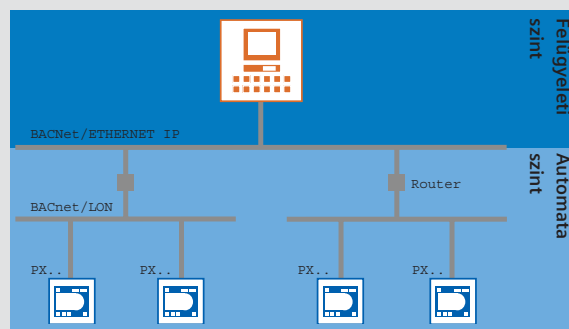 Felügyeleti
szint
BACNet/ETHERNET IP
Automata
szint
Router
BACnet/LON
PX..
PX..
PX..
PX..